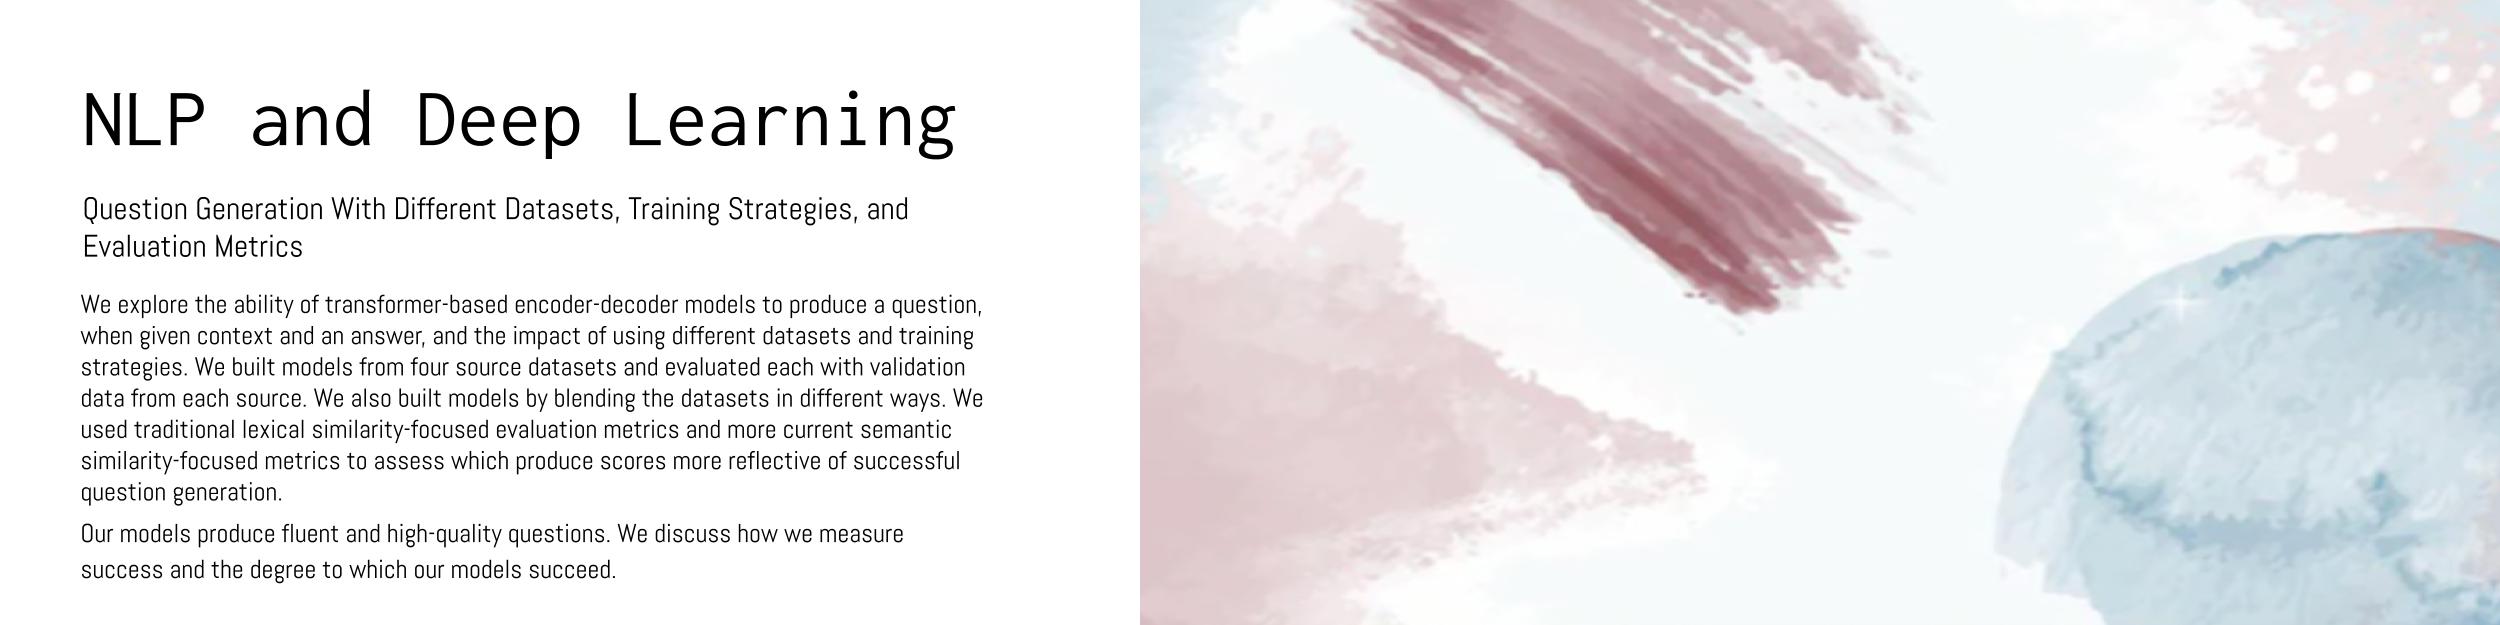 NLP and Deep Learning
Question Generation With Different Datasets, Training Strategies, and
Evaluation Metrics
We explore the ability of transformer-based encoder-decoder models to produce a question,
when given context and an answer, and the impact of using different datasets and training
strategies. We built models from four source datasets and evaluated each with validation
data from each source. We also built models by blending the datasets in different ways. We
used traditional lexical similarity-focused evaluation metrics and more current semantic
similarity-focused metrics to assess which produce scores more reflective of successful
question generation.
Our models produce fluent and high-quality questions. We discuss how we measure
success and the degree to which our models succeed.